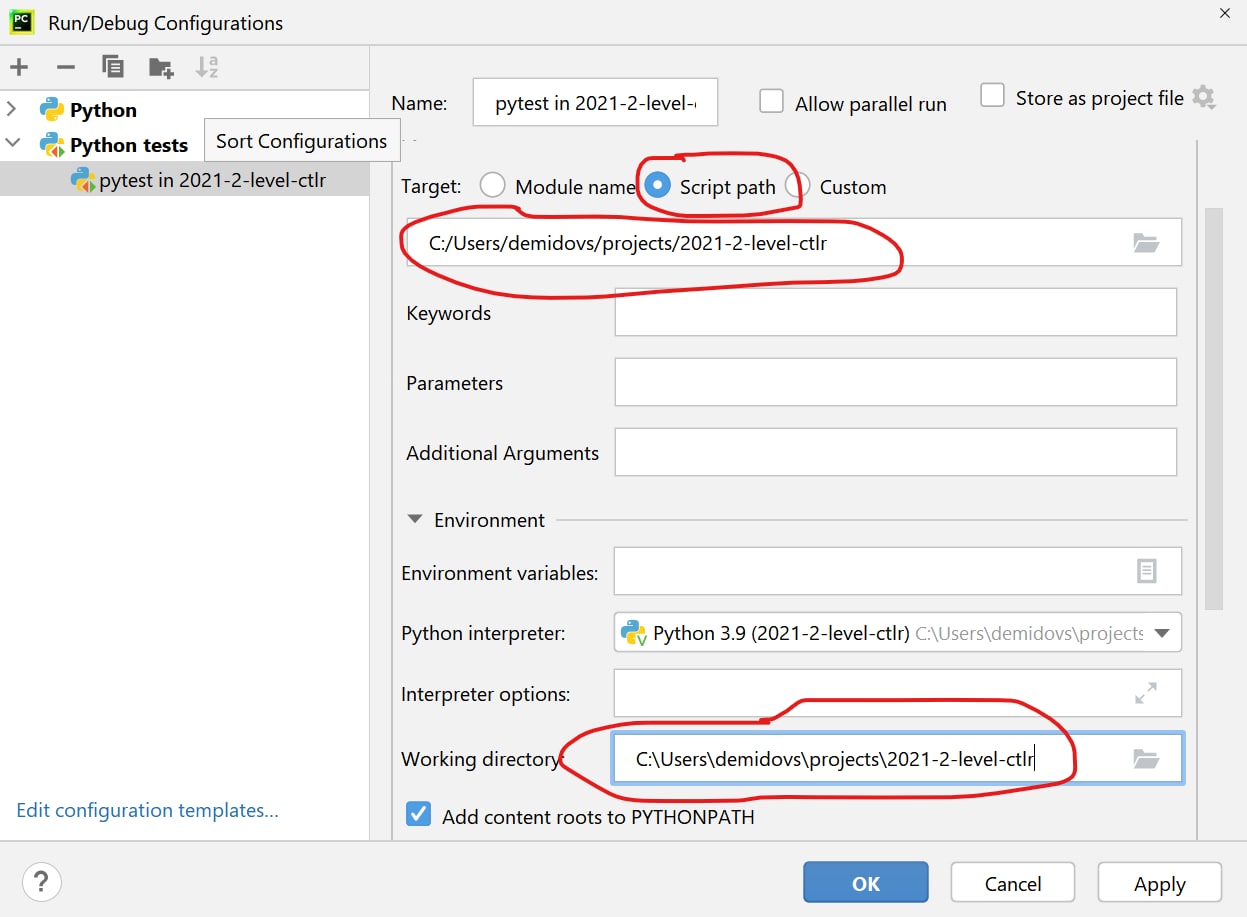 PC
Run/Debug Configurations
Python
Python tests
Sort Configurations
pytest in 2021-2-level-ctlr
Edit configuration templates...
Name:
pytest in 2021-2-level-
Allow parallel run
Store as project file
Target:
Module name
Script path
Custom
C:/Users/demidovs/projects/2021-2-level-ctlr
Keywords
Parameters
Additional Arguments
Environment
Environment variables:
Python interpreter:
Python 3.9 (2021-2-level-ctlr) C:\Users\demidovs\projects
Interpreter options:
Working directory:
C:\Users\demidovs\projects\2021-2-level-ctlr
Add content roots to PYTHONPATH
?
OK
Cancel
Apply